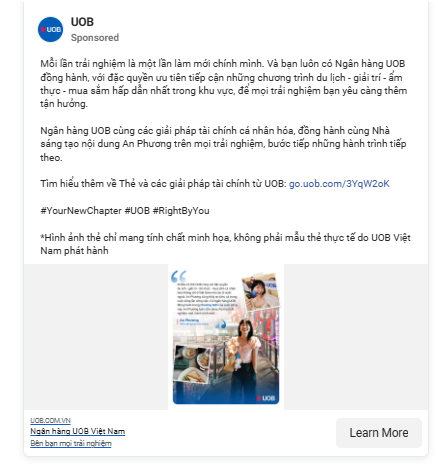 UOB
UOB
Sponsored
Mỗi lần trải nghiệm là một lần làm mới chính mình. Và bạn luôn có Ngân hàng UOB
đồng hành, với đặc quyền ưu tiên tiếp cận những chương trình du lịch - giải trí - ẩm
thực - mua sắm hấp dẫn nhất trong khu vực, để mọi trải nghiệm bạn yêu càng thêm
tận hưởng.
Ngân hàng UOB cùng các giải pháp tài chính cá nhân hóa, đồng hành cùng Nhà
sáng tạo nội dung An Phương trên mọi trải nghiệm, bước tiếp những hành trình tiếp
theo.
Tìm hiểu thêm về Thẻ và các giải pháp tài chính từ UOB: go.uob.com/3YqW2oK
#YourNewChapter #UOB #RightByYou
*Hình ảnh thẻ chỉ mang tính chất minh họa, không phải mẫu thẻ thực tế do UOB Việt
Nam phát hành
An Phương
UOB
UOB.COM.VN
Ngân hàng UOB Việt Nam
Bên bạn mọi trải nghiệm
Learn More